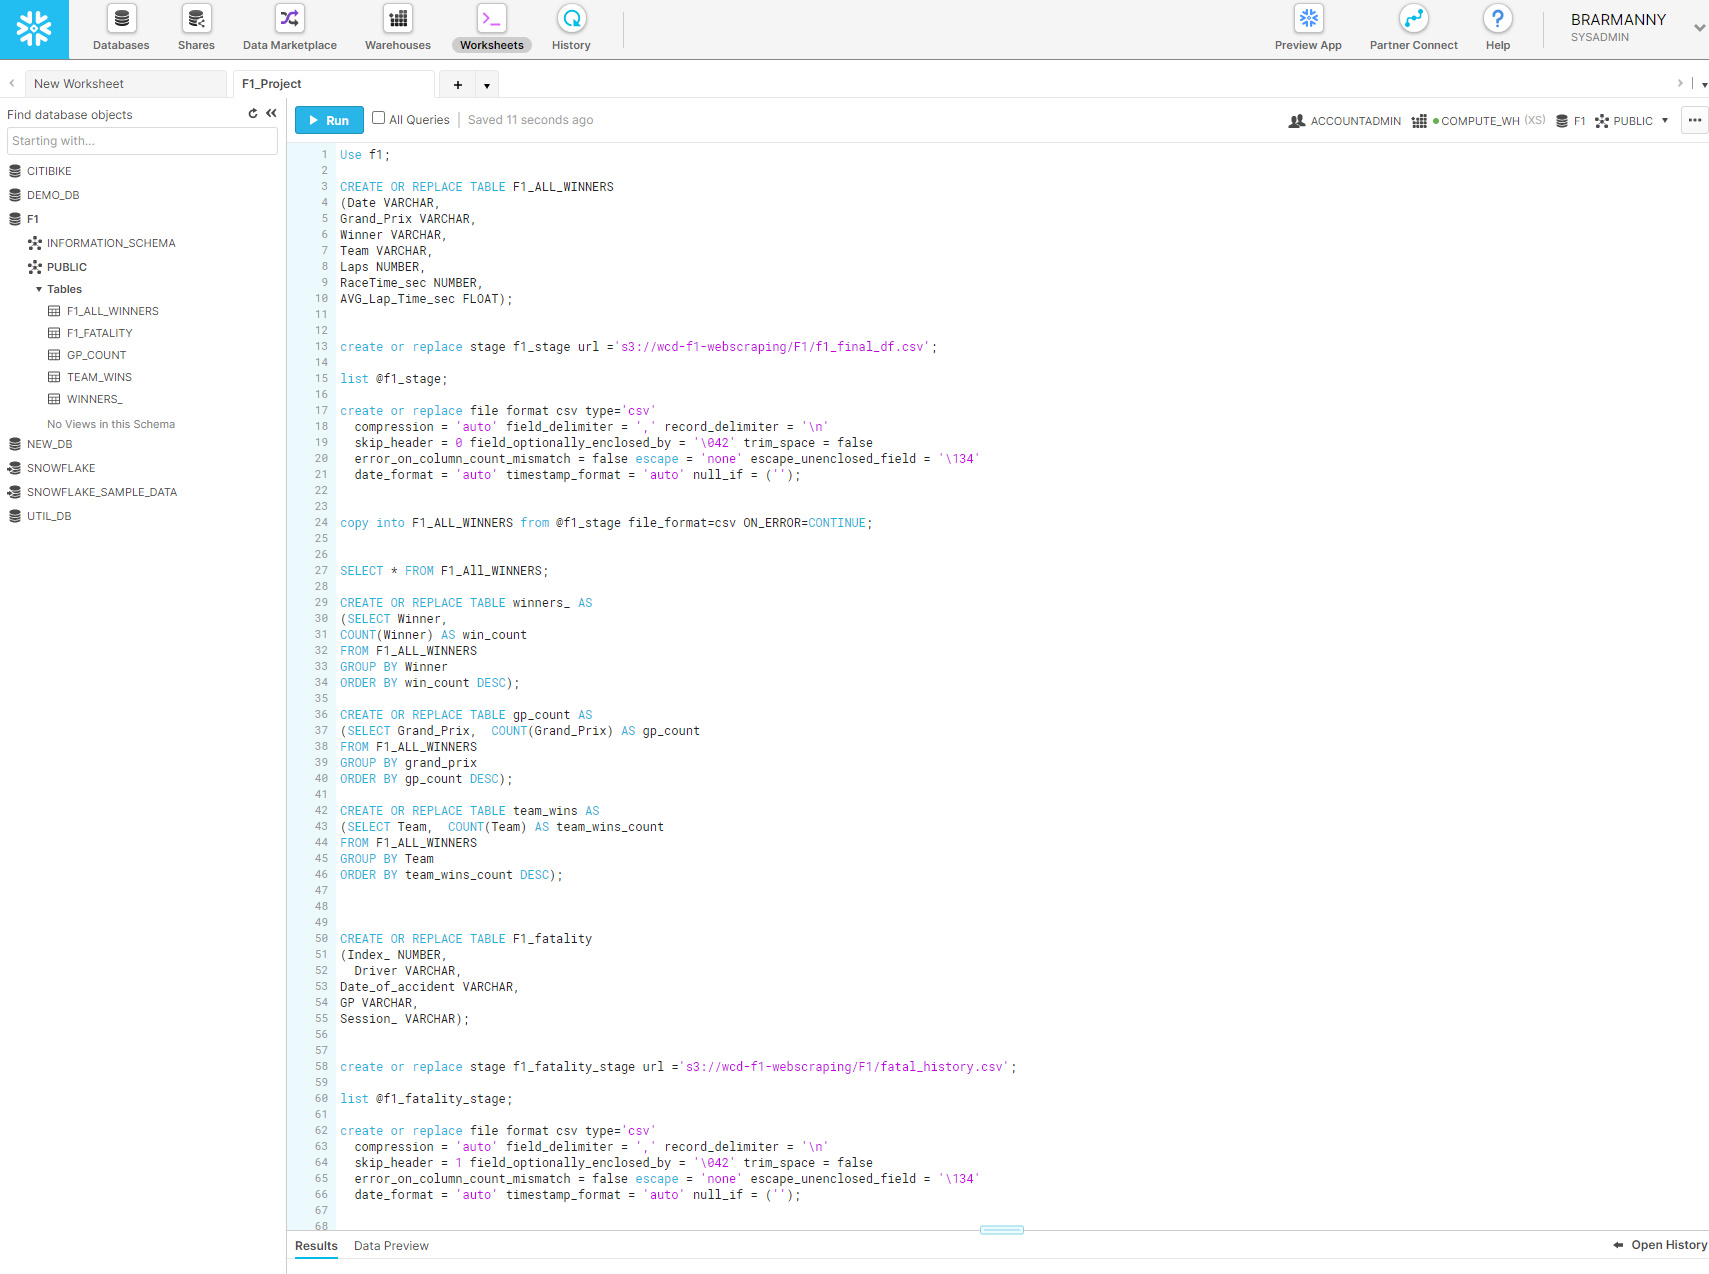 Databases
Shares
Data Marketplace
Warehouses
Worksheets
History
Preview App
Partner Connect
Help
BRARMANNY
SYSADMIN
New Worksheet
F1_Project
Find database objects
Starting with...
CITIBIKE
DEMO_DB
F1
INFORMATION_SCHEMA
PUBLIC
Tables
F1_ALL_WINNERS
F1_FATALITY
GP_COUNT
TEAM_WINS
WINNERS_
No Views in this Schema
NEW_DB
SNOWFLAKE
SNOWFLAKE_SAMPLE_DATA
UTIL_DB
Run All Queries Saved 11 seconds ago
ACCOUNTADMIN COMPUTE_WH (XS) F1 PUBLIC
1 Use f1;
2
3 CREATE OR REPLACE TABLE F1_ALL_WINNERS
4 (Date VARCHAR,
5 Grand_Prix VARCHAR,
6 Winner VARCHAR,
7 Team VARCHAR,
8 Laps NUMBER,
9 RaceTime_sec NUMBER,
10 AVG_Lap_Time_sec FLOAT);
11
12
13 create or replace stage f1_stage url ='s3://wcd-f1-webscraping/F1/f1_final_df.csv';
14
15 list @f1_stage;
16
17 create or replace file format csv type='csv'
18 compression = 'auto' field_delimiter = ',' record_delimiter = '\n'
19 skip_header = 0 field_optionally_enclosed_by = '\042' trim_space = false
20 error_on_column_count_mismatch = false escape = 'none' escape_unenclosed_field = '\134'
21 date_format = 'auto' timestamp_format = 'auto' null_if = ('');
22
23
24 copy into F1_ALL_WINNERS from @f1_stage file_format=csv ON_ERROR=CONTINUE;
25
26
27 SELECT * FROM F1_All_WINNERS;
28
29 CREATE OR REPLACE TABLE winners_ AS
30 (SELECT Winner,
31 COUNT(Winner) AS win_count
32 FROM F1_ALL_WINNERS
33 GROUP BY Winner
34 ORDER BY win_count DESC);
35
36 CREATE OR REPLACE TABLE gp_count AS
37 (SELECT Grand_Prix,  COUNT(Grand_Prix) AS gp_count
38 FROM F1_ALL_WINNERS
39 GROUP BY grand_prix
40 ORDER BY gp_count DESC);
41
42 CREATE OR REPLACE TABLE team_wins AS
43 (SELECT Team,  COUNT(Team) AS team_wins_count
44 FROM F1_ALL_WINNERS
45 GROUP BY Team
46 ORDER BY team_wins_count DESC);
47
48
49
50 CREATE OR REPLACE TABLE F1_fatality
51 (Index_ NUMBER,
52 Driver VARCHAR,
53 Date_of_accident VARCHAR,
54 GP VARCHAR,
55 Session_ VARCHAR);
56
57
58 create or replace stage f1_fatality_stage url ='s3://wcd-f1-webscraping/F1/fatal_history.csv';
59
60 list @f1_fatality_stage;
61
62 create or replace file format csv type='csv'
63 compression = 'auto' field_delimiter = ',' record_delimiter = '\n'
64 skip_header = 1 field_optionally_enclosed_by = '\042' trim_space = false
65 error_on_column_count_mismatch = false escape = 'none' escape_unenclosed_field = '\134'
66 date_format = 'auto' timestamp_format = 'auto' null_if = ('');
67
68
Results Data Preview
Open History